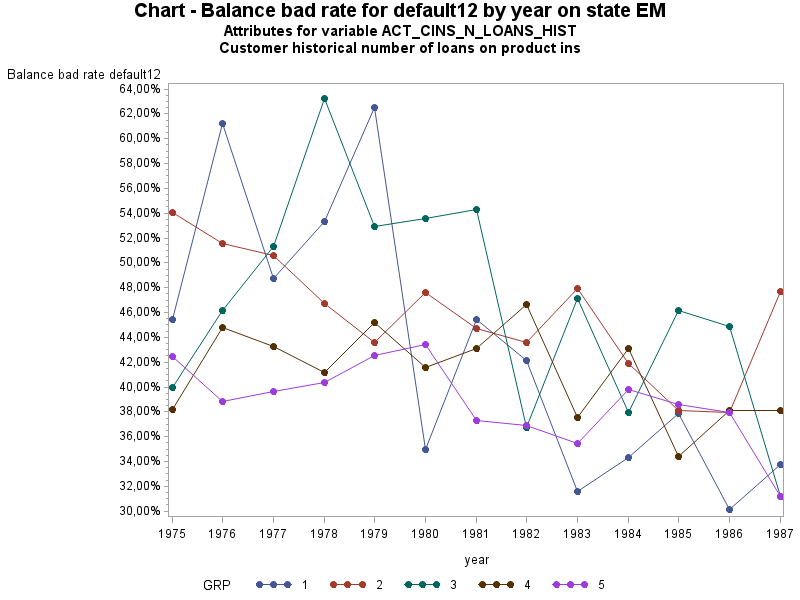 Chart - Balance bad rate for default12 by year on state EM
Attributes for variable ACT_CINS_N_LOANS_HIST
Customer historical number of loans on product ins
Balance bad rate default12
64,00%
62,00%
60,00%
58,00%
56,00%
54,00%
52,00%
50,00%
48,00%
46,00%
44,00%
42,00%
40,00%
38,00%
36,00%
34,00%
32,00%
30,00%
1975 1976 1977 1978 1979 1980 1981 1982 1983 1984 1985 1986 1987
year
GRP 1 2 3 4 5